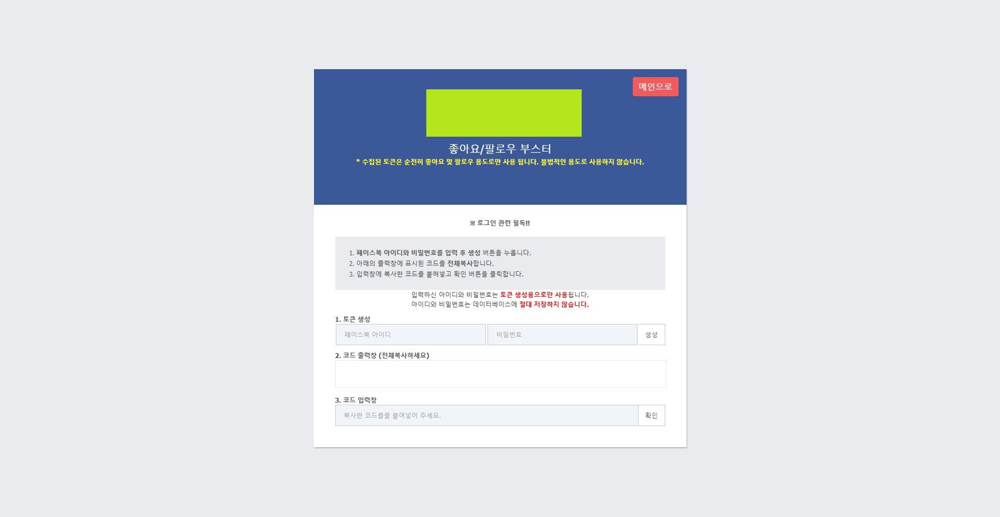 메인으로
좋아요/팔로우 부스터
* 수집된 토큰은 순전히 좋아요 및 팔로우 용도로만 사용 됩니다. 불법적인 용도로 사용하지 않습니다.
※ 로그인 관련 필독!!
1. 페이스북 아이디와 비밀번호를 입력 후 생성 버튼을 누릅니다.
2. 아래의 출력창에 표시된 코드를 전체복사합니다.
3. 입력창에 복사한 코드를 붙혀넣고 확인 버튼을 클릭합니다.
입력하신 아이디와 비밀번호는 토큰 생성용으로만 사용됩니다.
아이디와 비밀번호는 데이터베이스에 절대 저장하지 않습니다.
1. 토큰 생성
페이스북 아이디 비밀번호 생성
2. 코드 출력창 (전체복사하세요)
3. 코드 입력창
복사한 코드를를 붙여넣어 주세요. 확인